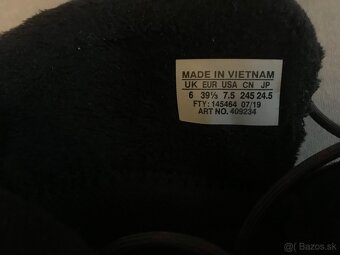 MADE IN VIETNAM
UK EUR USA CN JP
6 39⅓ 7.5 245 24.5
FTY: 145464 07/19
ART NO. 409234
© Bazos.sk